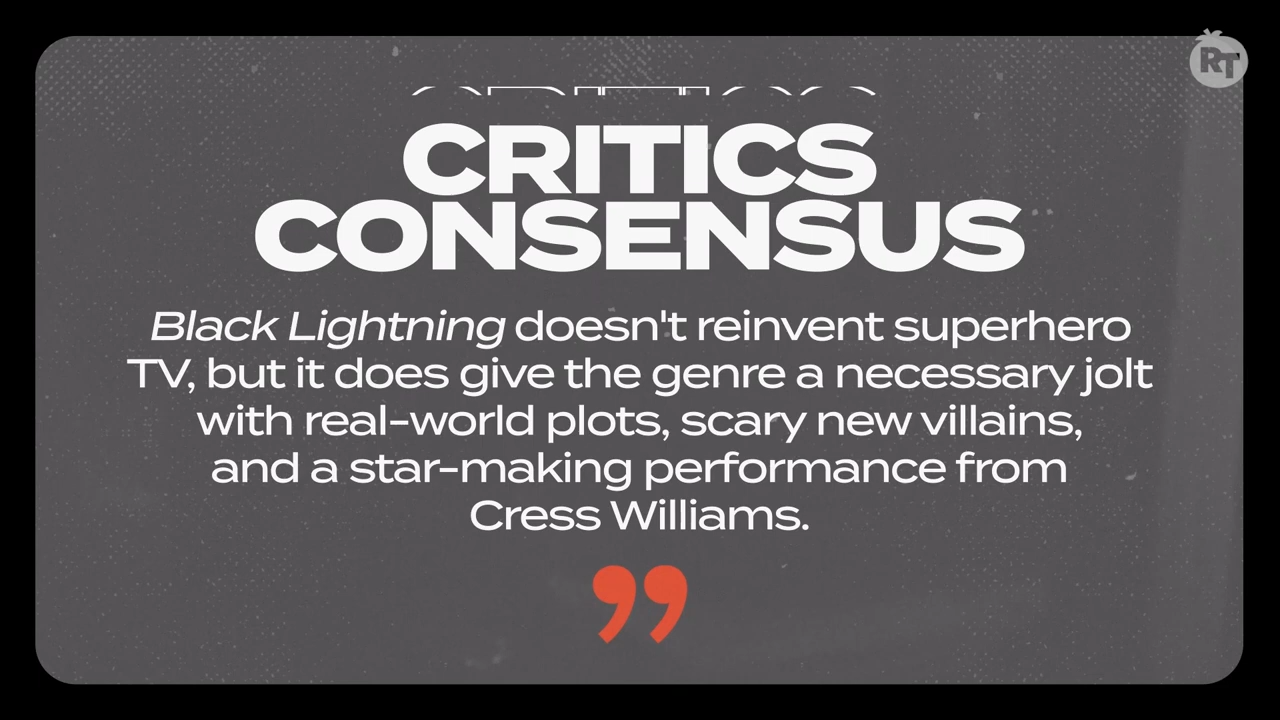 RT
CRITICS
CONSENSUS
Black Lightning doesn't reinvent superhero
TV, but it does give the genre a necessary jolt
with real-world plots, scary new villains,
and a star-making performance from
Cress Williams.
”